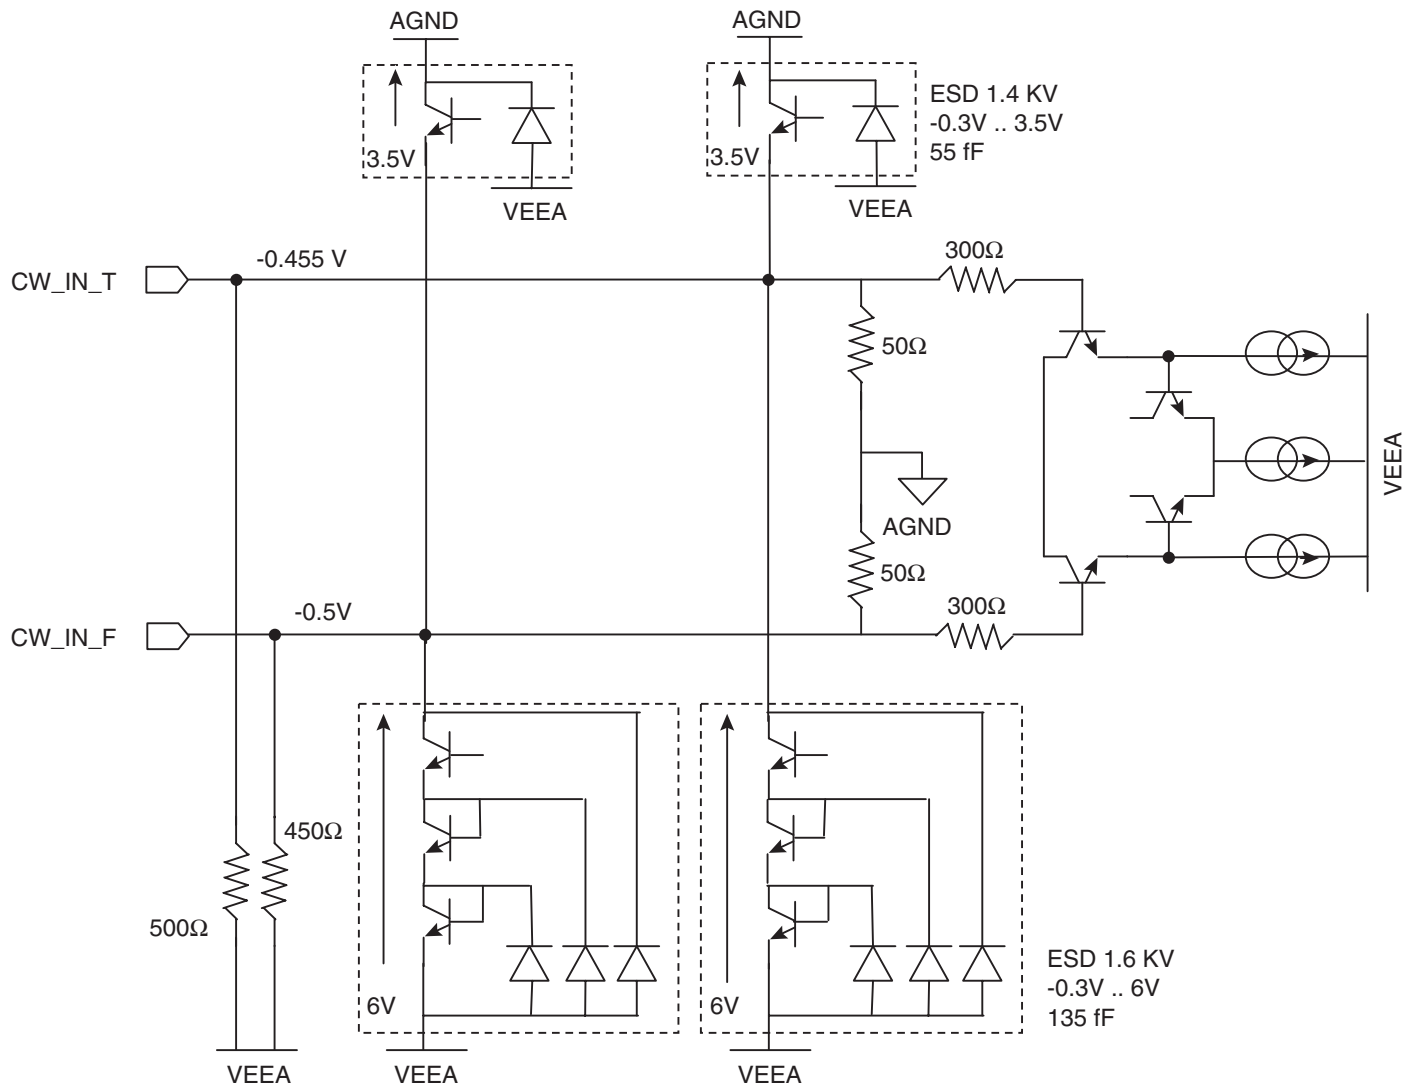 AGND
AGND
ESD 1.4 KV
-0.3V .. 3.5V
55 fF
3.5V
3.5V
VEEA
VEEA
-0.455 V
300Ω
CW_IN_T
50Ω
VEEA
AGND
50Ω
-0.5V
300Ω
CW_IN_F
450Ω
500Ω
6V
6V
ESD 1.6 KV
-0.3V .. 6V
135 fF
VEEA
VEEA
VEEA